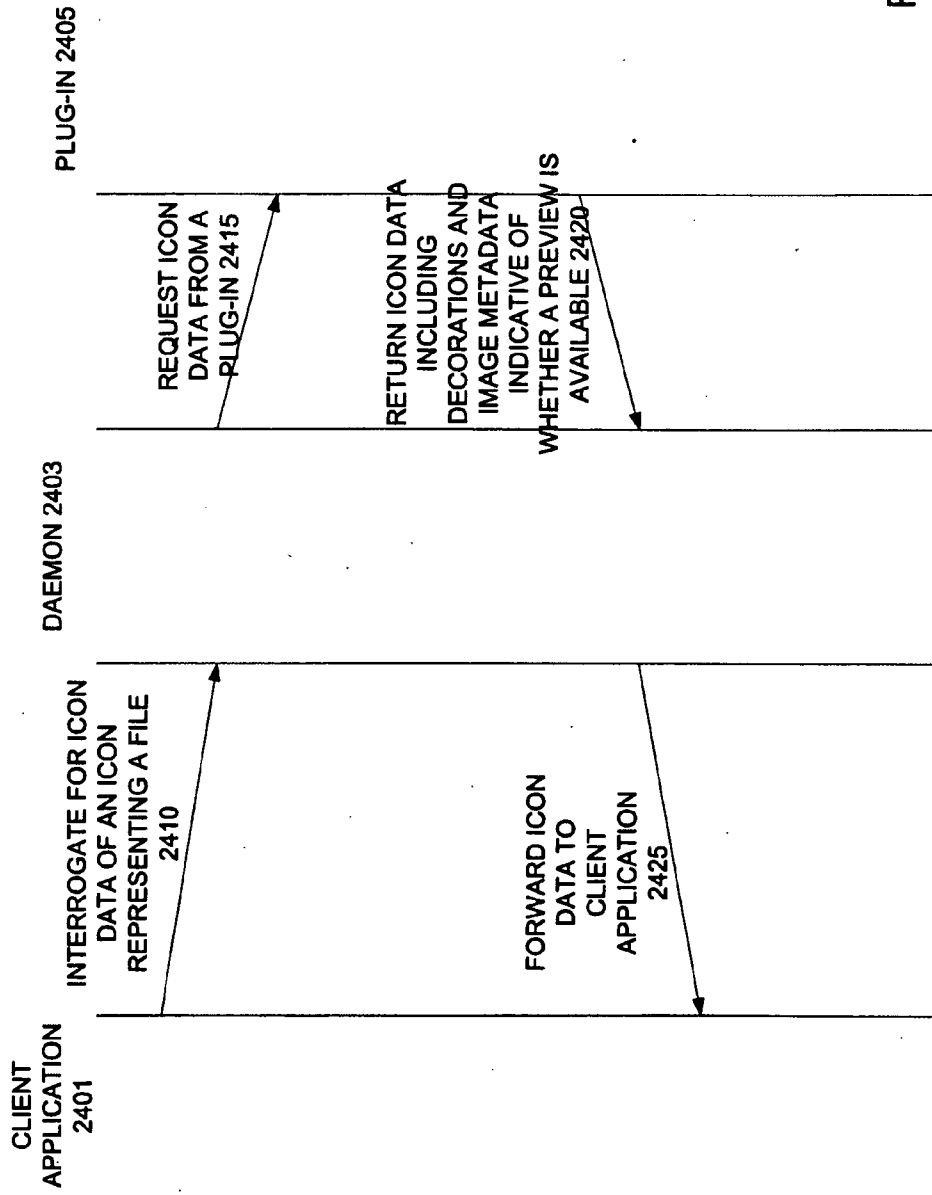 CLIENT
APPLICATION
2401
DAEMON 2403
PLUG-IN 2405
INTERROGATE FOR ICON
DATA OF AN ICON
REPRESENTING A FILE
2410
REQUEST ICON
DATA FROM A
PLUG-IN 2415
RETURN ICON DATA
INCLUDING
DECORATIONS AND
IMAGE METADATA
INDICATIVE OF
WHETHER A PREVIEW IS
AVAILABLE 2420
FORWARD ICON
DATA TO
CLIENT
APPLICATION
2425